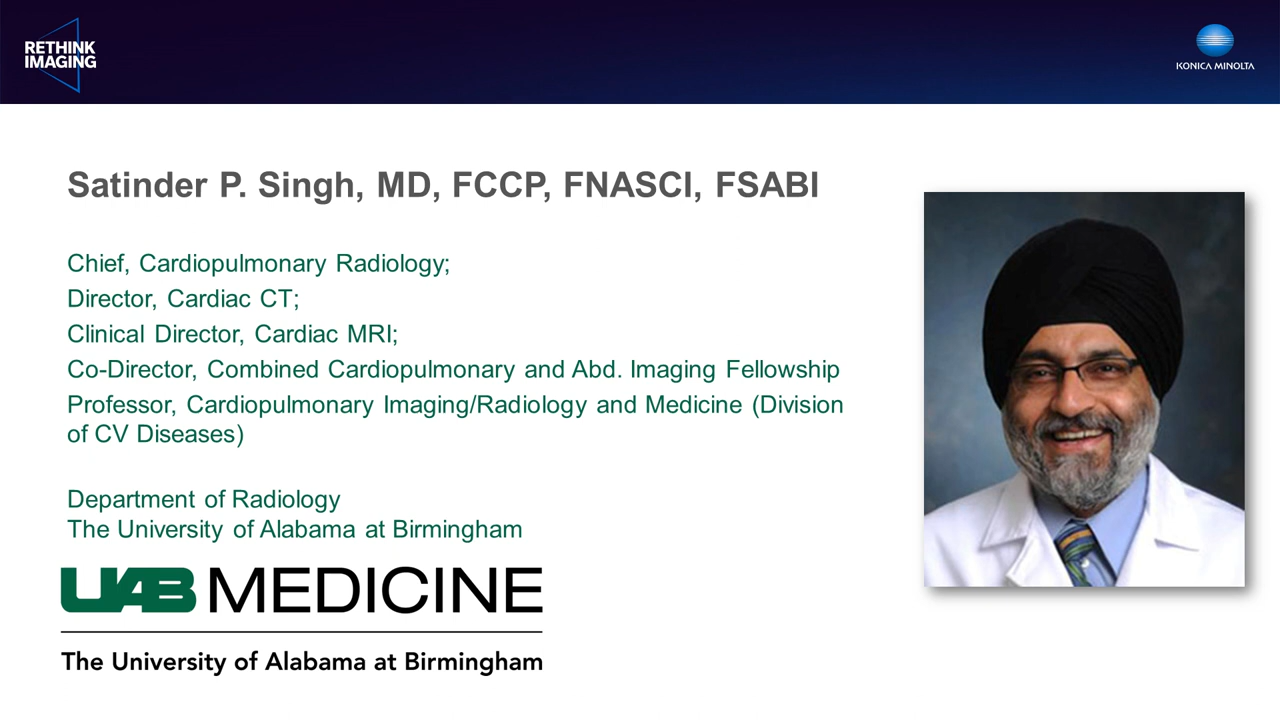 RETHINK
IMAGING
KONICA MINOLTA
Satinder P. Singh, MD, FCCP, FNASCI, FSABI
Chief, Cardiopulmonary Radiology;
Director, Cardiac CT;
Clinical Director, Cardiac MRI;
Co-Director, Combined Cardiopulmonary and Abd. Imaging Fellowship
Professor, Cardiopulmonary Imaging/Radiology and Medicine (Division
of CV Diseases)
Department of Radiology
The University of Alabama at Birmingham
UAB MEDICINE
The University of Alabama at Birmingham